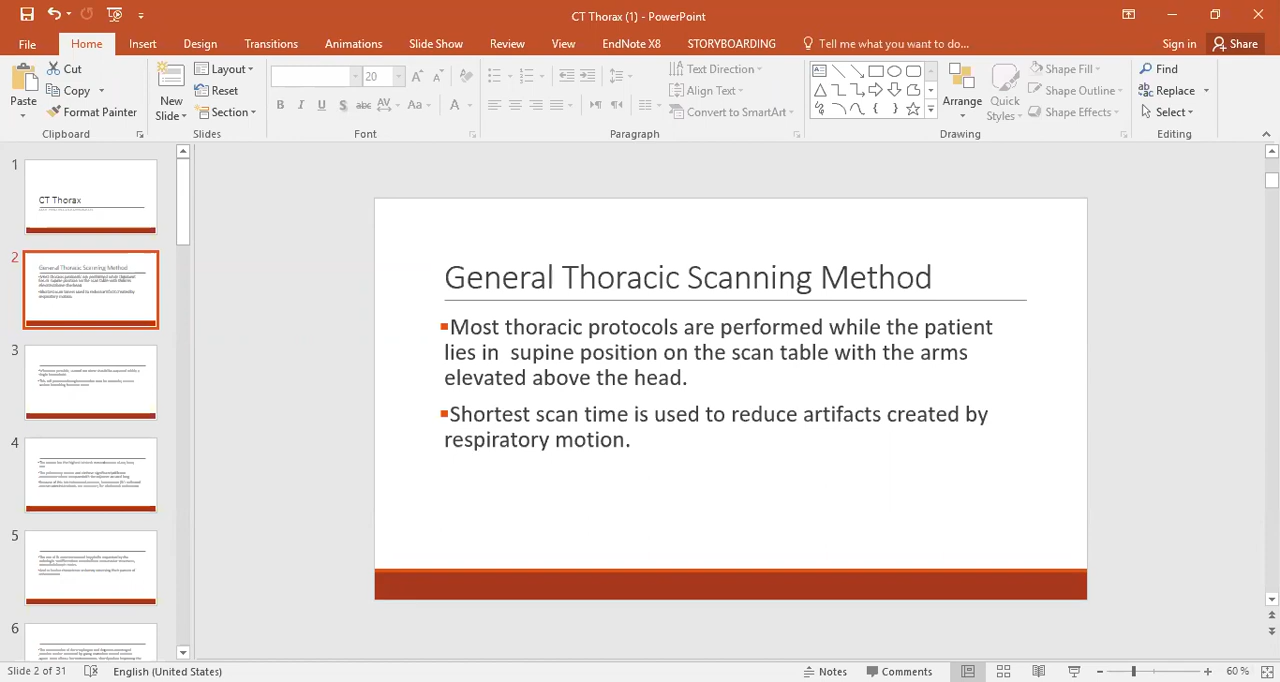 CT Thorax (1) - PowerPoint
File Home Insert Design Transitions Animations Slide Show Review View EndNote X8 STORYBOARDING Tell me what you want to do... Sign in Share
Paste
Cut
Copy
Format Painter
Clipboard
New Slide
Layout
Reset
Section
Slides
20
B I U S abc AV Aa A
Font
Text Direction
Align Text
Convert to SmartArt
Paragraph
Arrange
Quick Styles
Shape Fill
Shape Outline
Shape Effects
Drawing
Find
Replace
Select
Editing
1
CT Thorax
2
General Thoracic Scanning Method
3
4
5
6
General Thoracic Scanning Method
Most thoracic protocols are performed while the patient
lies in supine position on the scan table with the arms
elevated above the head.
Shortest scan time is used to reduce artifacts created by
respiratory motion.
Slide 2 of 31 English (United States) Notes Comments 60 %